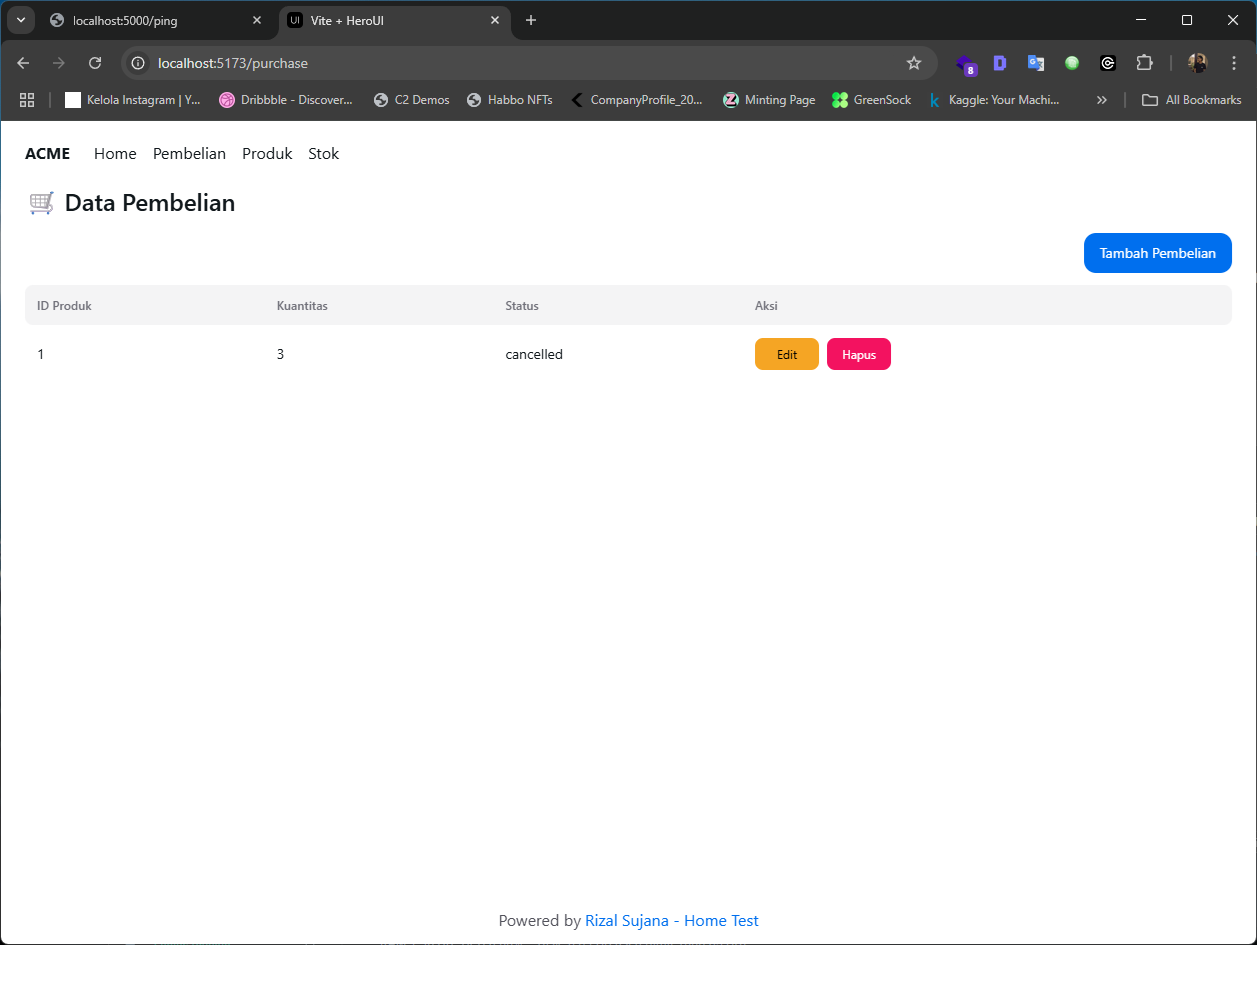 localhost:5000/ping
UI Vite + HeroUI
localhost:5173/purchase
8 D G C
Kelola Instagram | Y... Dribbble - Discover... C2 Demos Habbo NFTs CompanyProfile_20... Z Minting Page GreenSock k Kaggle: Your Machi... » All Bookmarks
ACME Home Pembelian Produk Stok
Data Pembelian
Tambah Pembelian
ID Produk Kuantitas Status Aksi
1 3 cancelled Edit Hapus
Powered by Rizal Sujana - Home Test